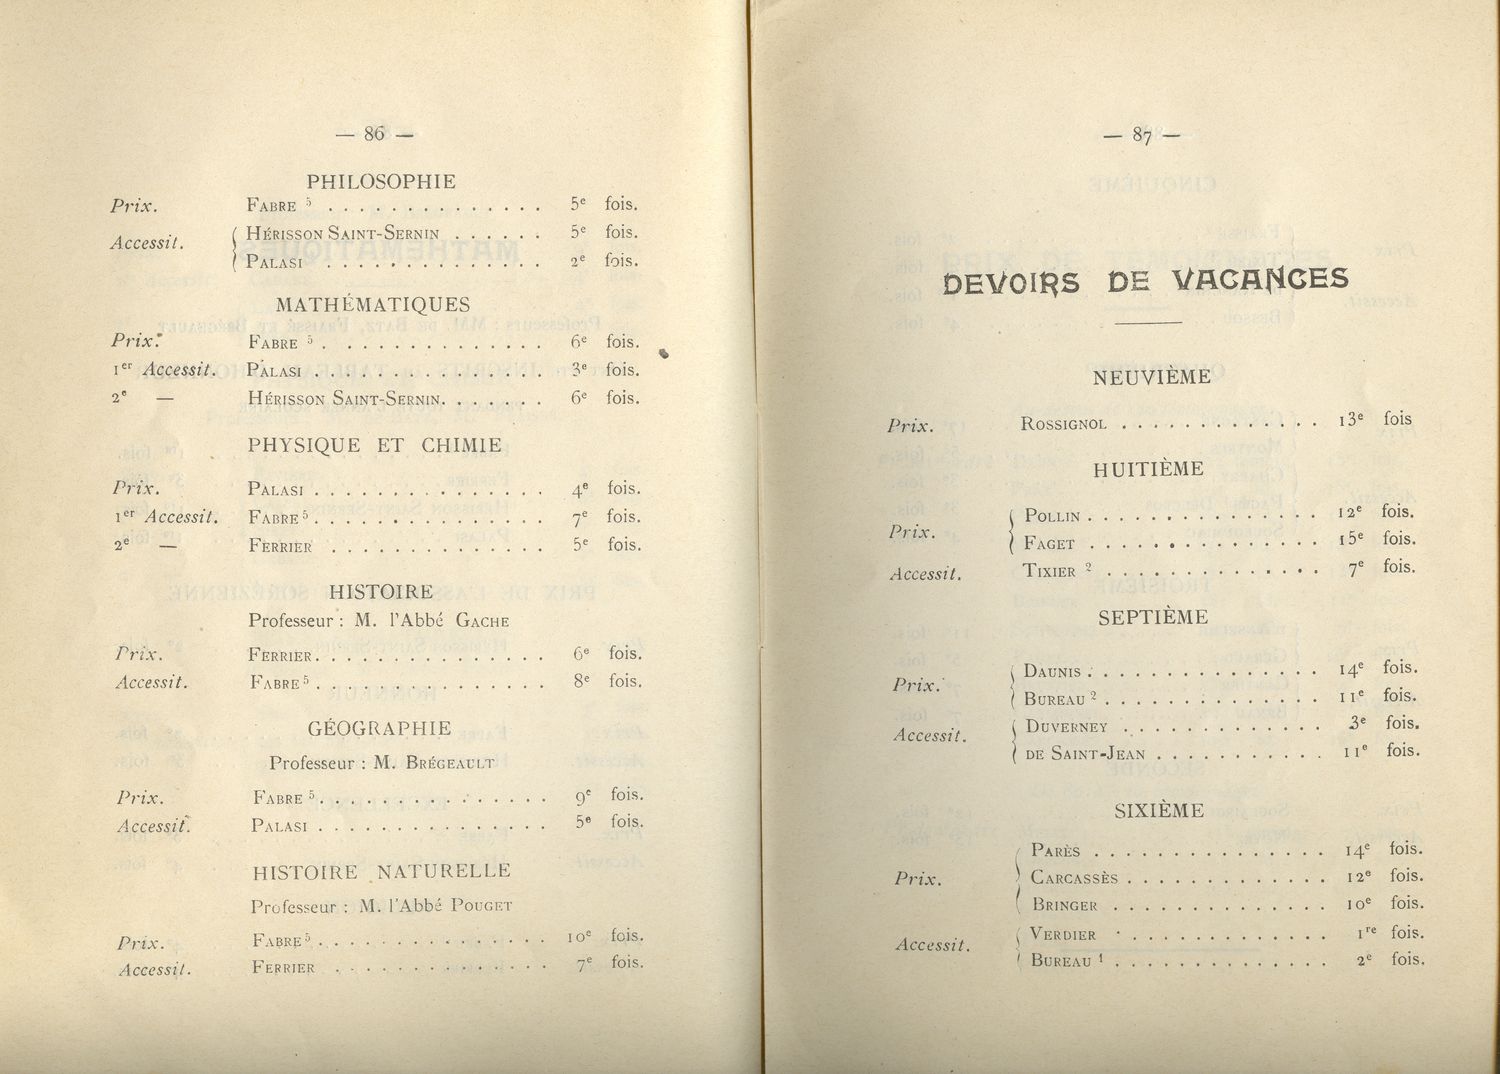 — 86 —
PHILOSOPHIE
Prix. FABRE 5 . . . . . . . . . . . . . . 5e fois.
Accessit. { HÉRISSON SAINT-SERNIN . . . . . . 5e fois.
{ PALASI . . . . . . . . . . . . . . 2e fois.
MATHÉMATIQUES
Prix. FABRE 5 . . . . . . . . . . . . . . 6e fois.
1er Accessit. PALASI . . . . . . . . . . . . . . . 3e fois.
2e — HÉRISSON SAINT-SERNIN. . . . . . . 6e fois.
PHYSIQUE ET CHIMIE
Prix. PALASI . . . . . . . . . . . . . . . 4e fois.
1er Accessit. FABRE 5 . . . . . . . . . . . . . . . 7e fois.
2e — FERRIER . . . . . . . . . . . . . . 5e fois.
HISTOIRE
Professeur : M. l'Abbé GACHE
Prix. FERRIER . . . . . . . . . . . . . . . 6e fois.
Accessit. FABRE 5 . . . . . . . . . . . . . . . 8e fois.
GÉOGRAPHIE
Professeur : M. BRÉGEAULT
Prix. FABRE 5 . . . . . . . . . . . . . . . 9e fois.
Accessit. PALASI . . . . . . . . . . . . . . . 5e fois.
HISTOIRE NATURELLE
Professeur : M. l'Abbé POUGET
Prix. FABRE 5 . . . . . . . . . . . . . . . 10e fois.
Accessit. FERRIER . . . . . . . . . . . . . . 7e fois.
— 87 —
DEVOIRS DE VACANCES
NEUVIÈME
Prix. ROSSIGNOL . . . . . . . . . . . . . 13e fois
HUITIÈME
Prix. { POLLIN . . . . . . . . . . . . . . . 12e fois.
{ FAGET . . . . . . . . . . . . . . . 15e fois.
Accessit. TIXIER 2 . . . . . . . . . . . . . . 7e fois.
SEPTIÈME
Prix. { DAUNIS . . . . . . . . . . . . . . . 14e fois.
{ BUREAU 2 . . . . . . . . . . . . . . 11e fois.
Accessit. { DUVERNEY . . . . . . . . . . . . . 3e fois.
{ DE SAINT-JEAN . . . . . . . . . . . 11e fois.
SIXIÈME
{ PARÈS . . . . . . . . . . . . . . . 14e fois.
Prix. { CARCASSÈS . . . . . . . . . . . . . 12e fois.
{ BRINGER . . . . . . . . . . . . . . 10e fois.
Accessit. { VERDIER . . . . . . . . . . . . . . 1re fois.
{ BUREAU 1 . . . . . . . . . . . . . . 2e fois.